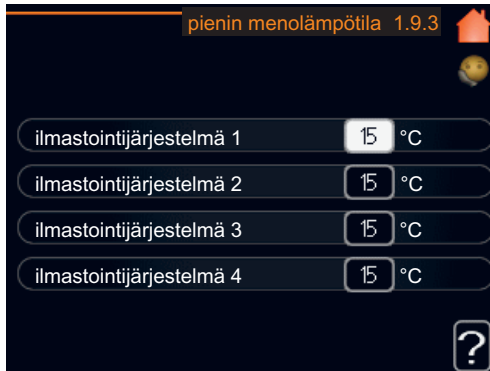 pienin menolämpötila 1.9.3
ilmastointijärjestelmä 1 15 °C
ilmastointijärjestelmä 2 15 °C
ilmastointijärjestelmä 3 15 °C
ilmastointijärjestelmä 4 15 °C
?